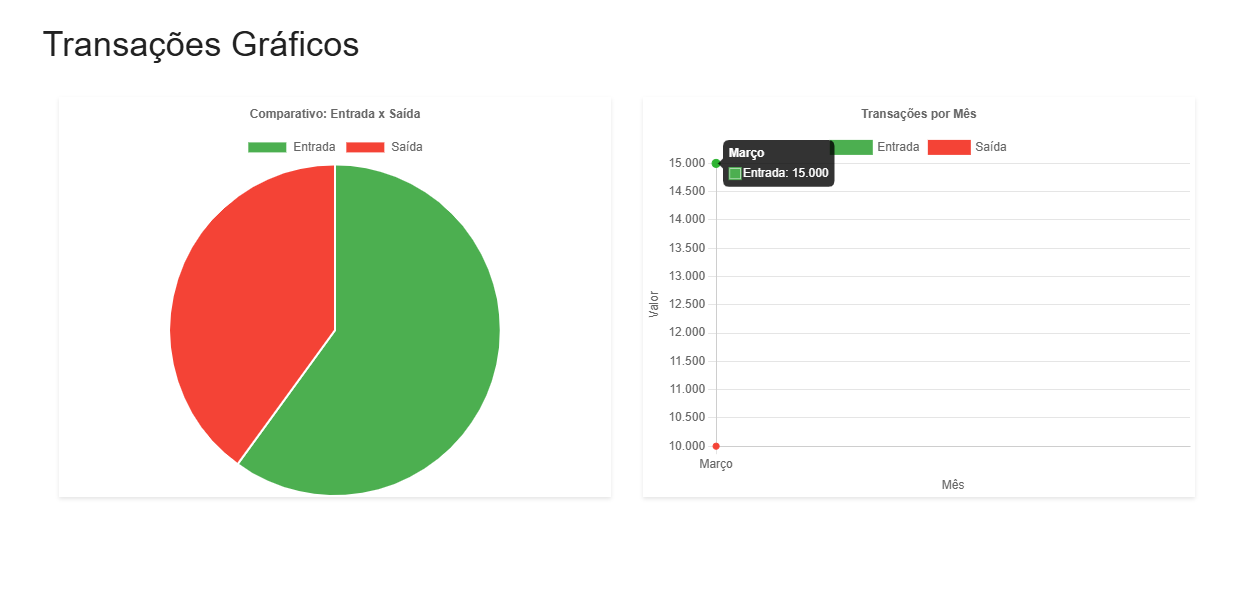 Transações Gráficos
Comparativo: Entrada x Saída
Entrada
Saída
Transações por Mês
Entrada
Saída
Março
Entrada: 15.000
15.000
14.500
14.000
13.500
13.000
12.500
12.000
11.500
11.000
10.500
10.000
Valor
Março
Mês